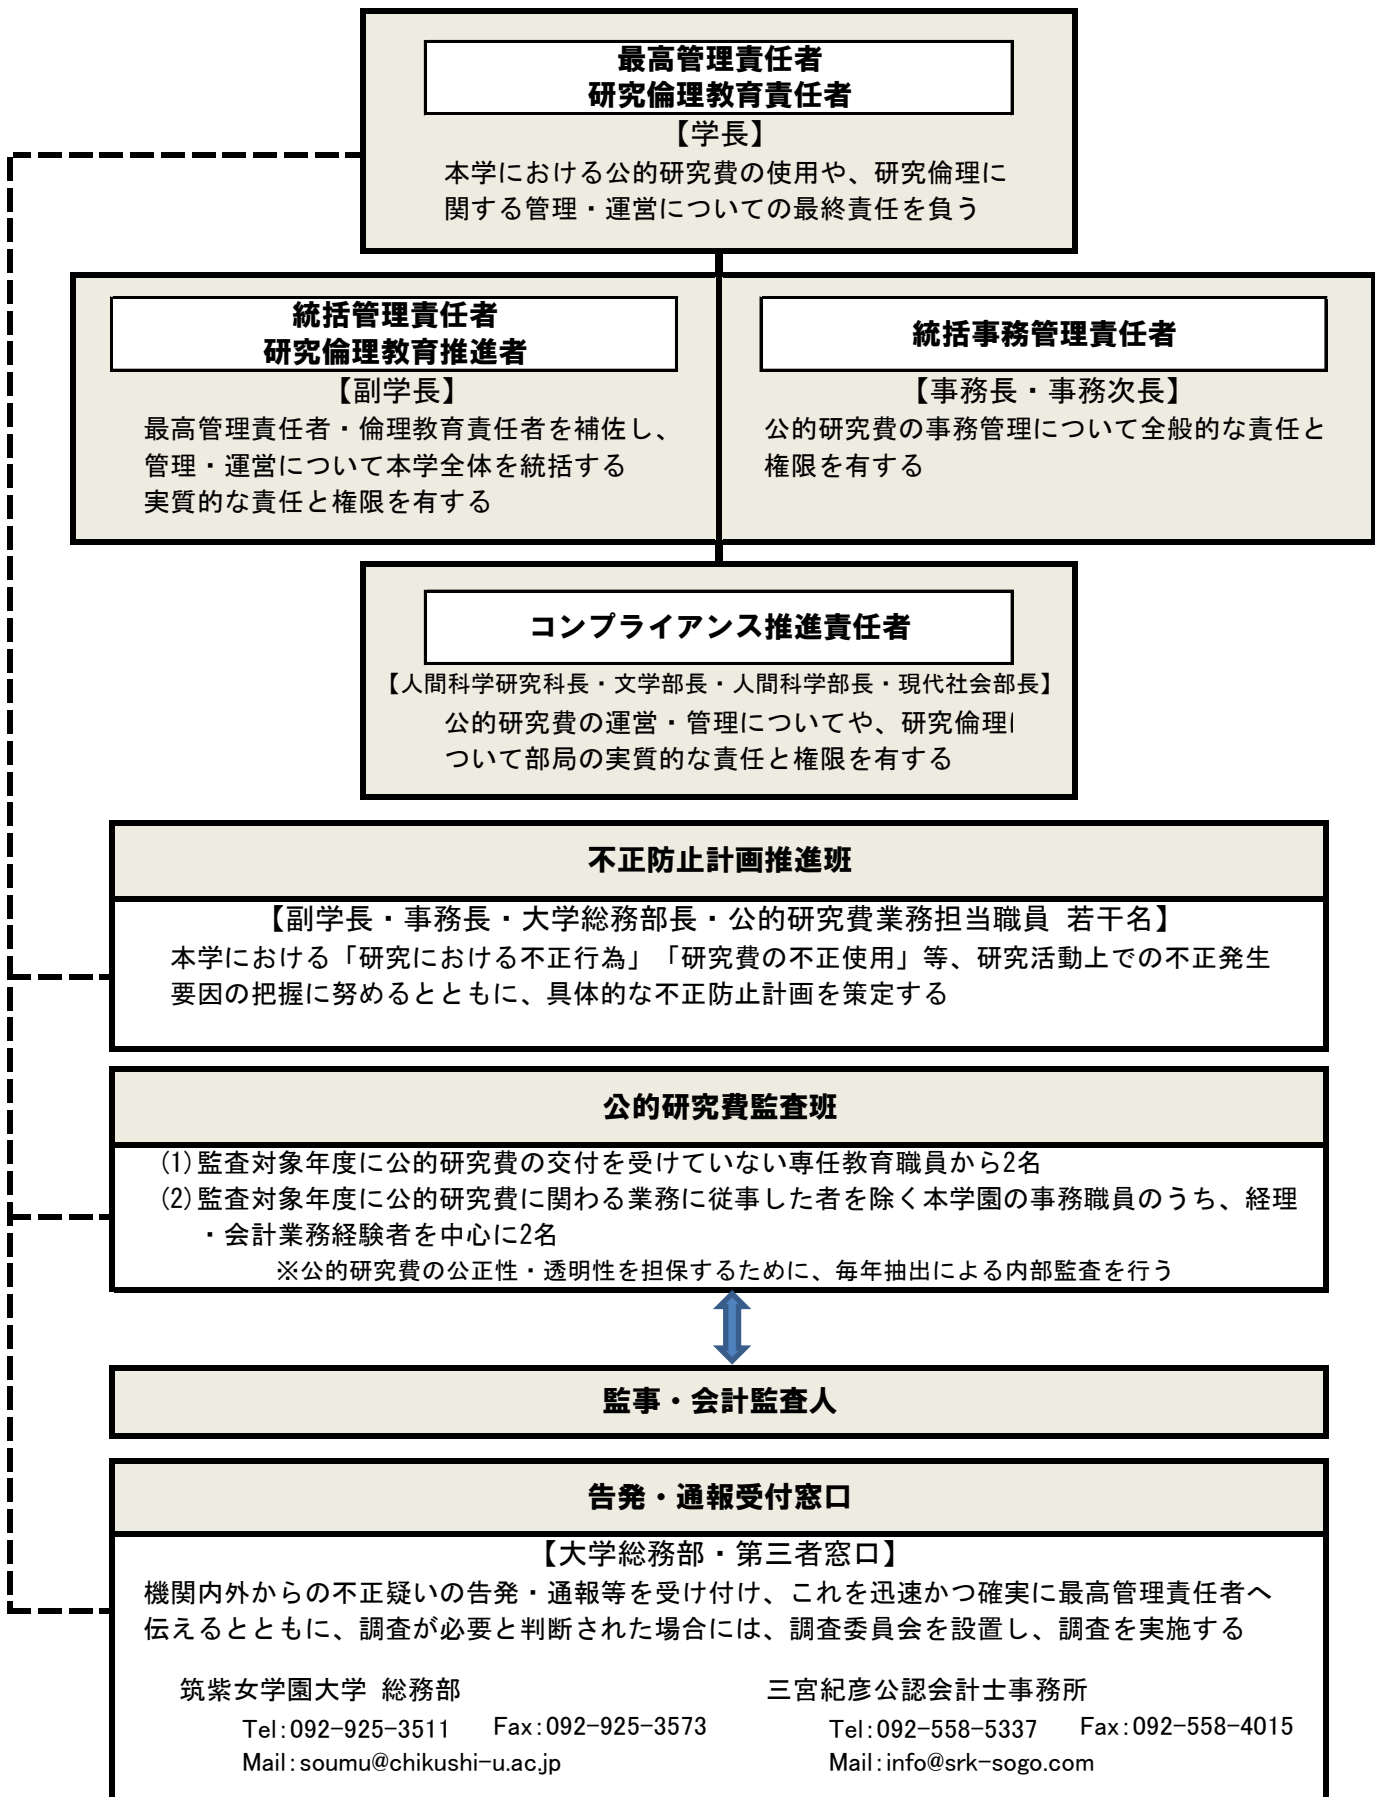 最高管理責任者
研究倫理教育責任者
【学長】
本学における公的研究費の使用や、研究倫理に
関する管理・運営についての最終責任を負う
統括管理責任者
研究倫理教育推進者
【副学長】
最高管理責任者・倫理教育責任者を補佐し、
管理・運営について本学全体を統括する
実質的な責任と権限を有する
統括事務管理責任者
【事務長・事務次長】
公的研究費の事務管理について全般的な責任と
権限を有する
コンプライアンス推進責任者
【人間科学研究科長・文学部長・人間科学部長・現代社会部長】
公的研究費の運営・管理についてや、研究倫理
ついて部局の実質的な責任と権限を有する
不正防止計画推進班
【副学長・事務長・大学総務部長・公的研究費業務担当職員 若干名】
本学における「研究における不正行為」「研究費の不正使用」等、研究活動上での不正発生
要因の把握に努めるとともに、具体的な不正防止計画を策定する
公的研究費監査班
(1)監査対象年度に公的研究費の交付を受けていない専任教育職員から2名
(2)監査対象年度に公的研究費に関わる業務に従事した者を除く本学園の事務職員のうち、経理
・会計業務経験者を中心に2名
※公的研究費の公正性・透明性を担保するために、毎年抽出による内部監査を行う
監事・会計監査人
告発・通報受付窓口
【大学総務部・第三者窓口】
機関内外からの不正疑いの告発・通報等を受け付け、これを迅速かつ確実に最高管理責任者へ
伝えるとともに、調査が必要と判断された場合には、調査委員会を設置し、調査を実施する
筑紫女学園大学 総務部
Tel:092-925-3511 Fax:092-925-3573
Mail:soumu@chikushi-u.ac.jp
三宮紀彦公認会計士事務所
Tel:092-558-5337 Fax:092-558-4015
Mail:info@srk-sogo.com